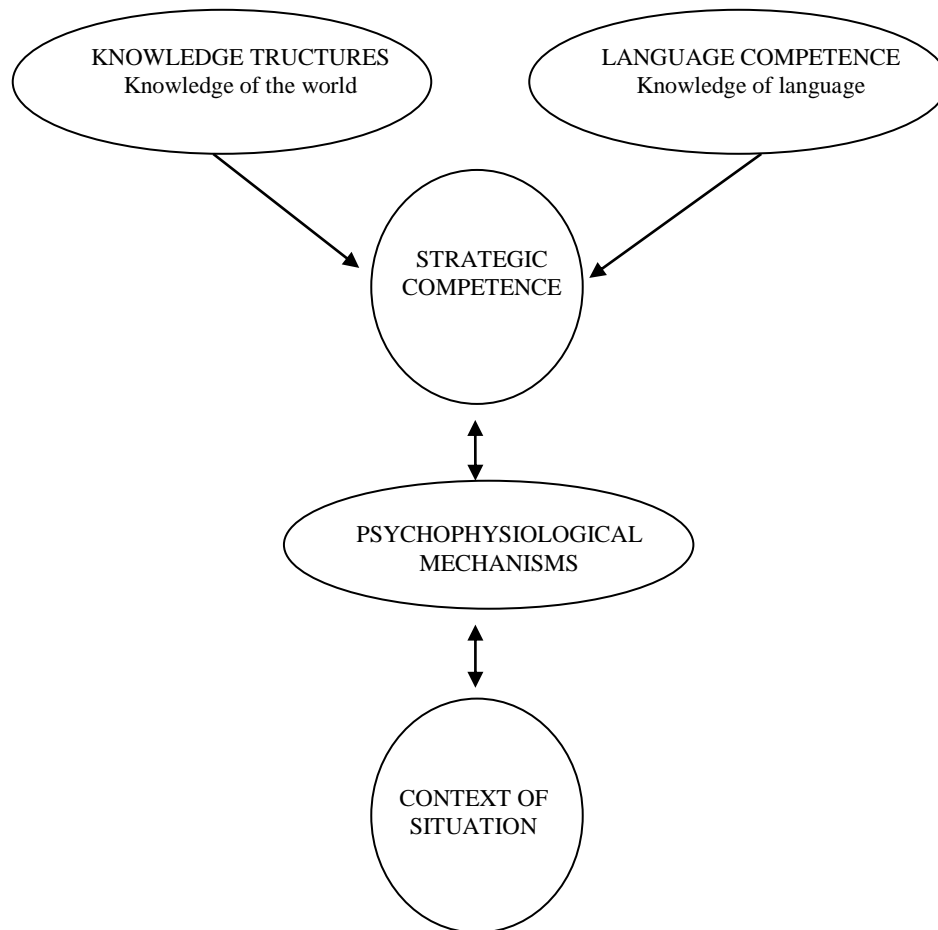 KNOWLEDGE TRUCTURES
Knowledge of the world
LANGUAGE COMPETENCE
Knowledge of language
STRATEGIC
COMPETENCE
PSYCHOPHYSIOLOGICAL
MECHANISMS
CONTEXT OF
SITUATION